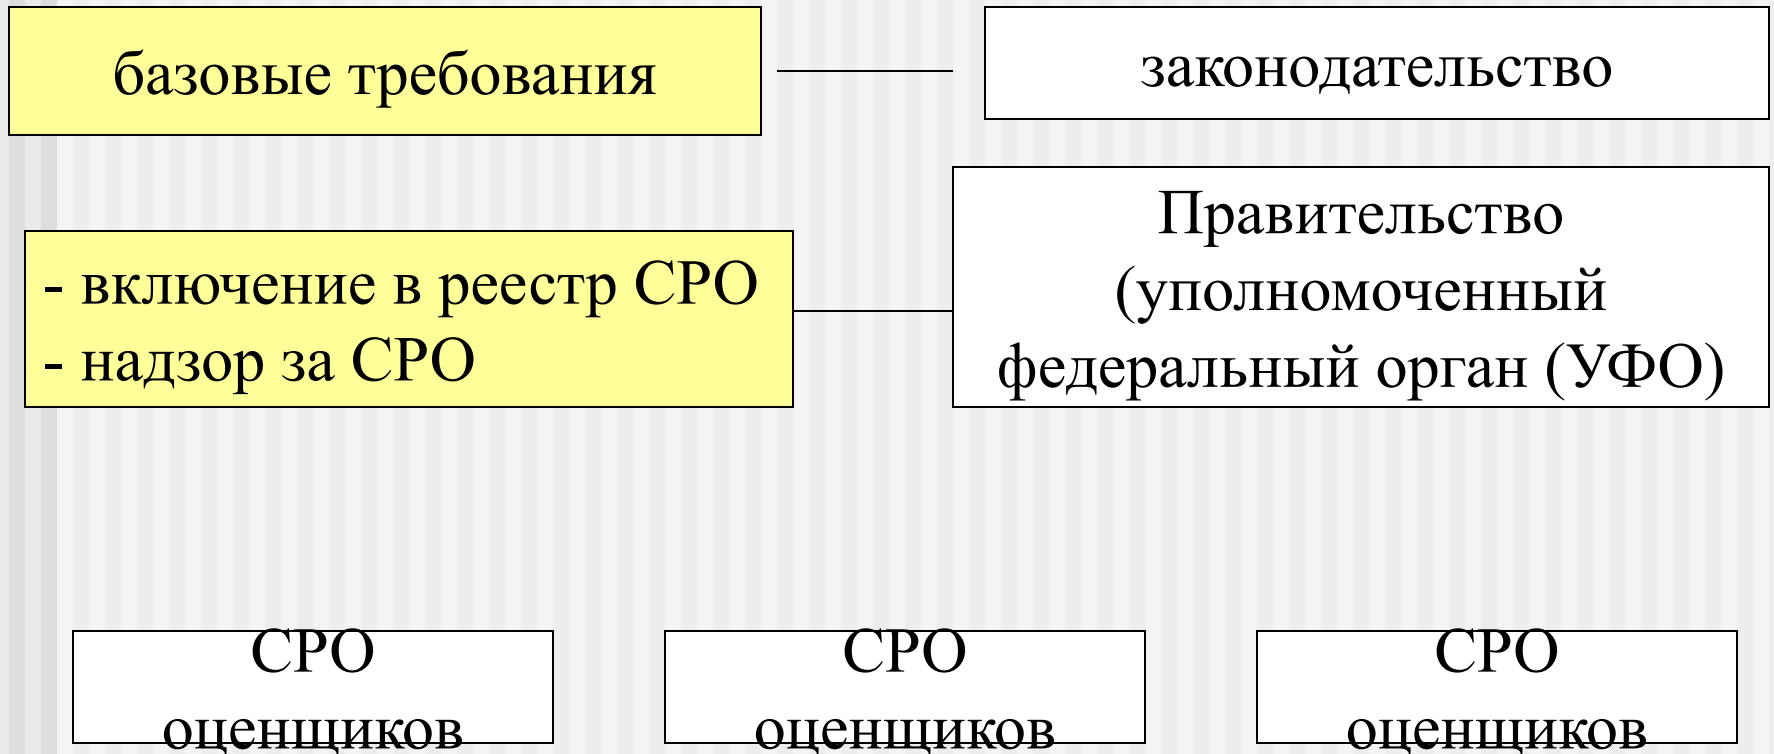 базовые требования
законодательство
- включение в реестр СРО
- надзор за СРО
Правительство
(уполномоченный
федеральный орган (УФО)
СРО
оценщиков
СРО
оценщиков
СРО
оценщиков